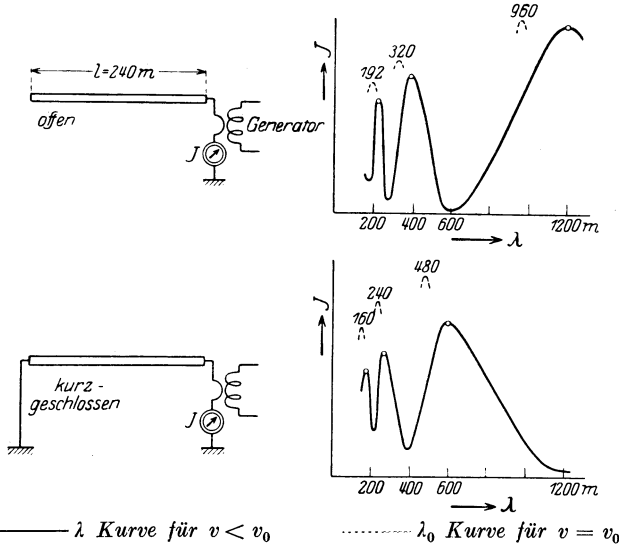 l=240m
offen
Generator
J
J
192
320
960
200 400 600 1200m
λ
kurz-
geschlossen
J
J
160
240
480
200 400 600 1200m
λ
λ Kurve für v < v₀
λ₀ Kurve für v = v₀